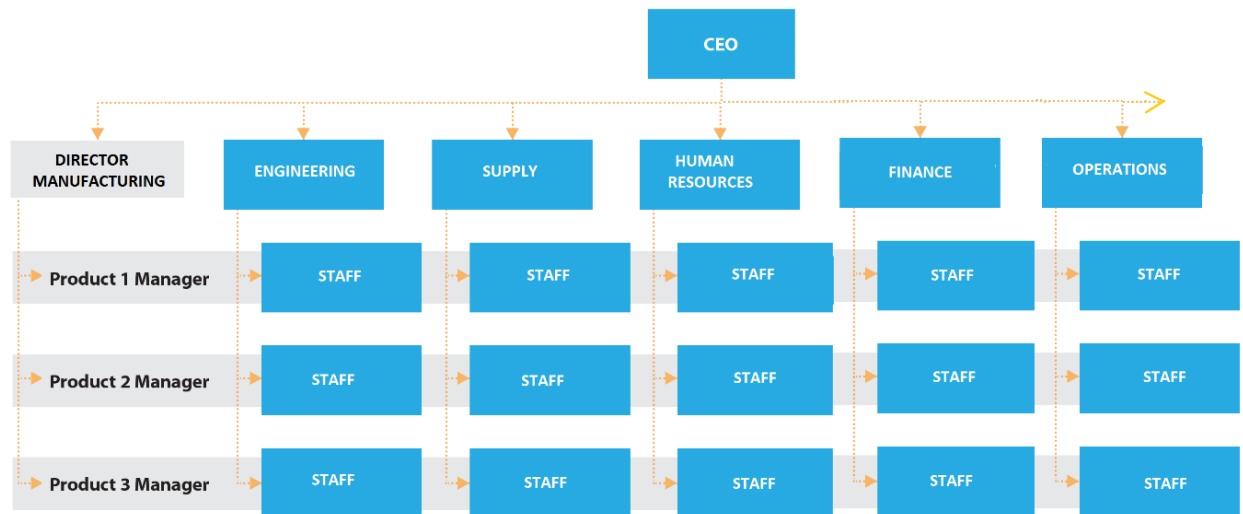 CEO
DIRECTOR
MANUFACTURING
ENGINEERING
SUPPLY
HUMAN
RESOURCES
FINANCE
OPERATIONS
Product 1 Manager
STAFF
STAFF
STAFF
STAFF
STAFF
Product 2 Manager
STAFF
STAFF
STAFF
STAFF
STAFF
Product 3 Manager
STAFF
STAFF
STAFF
STAFF
STAFF